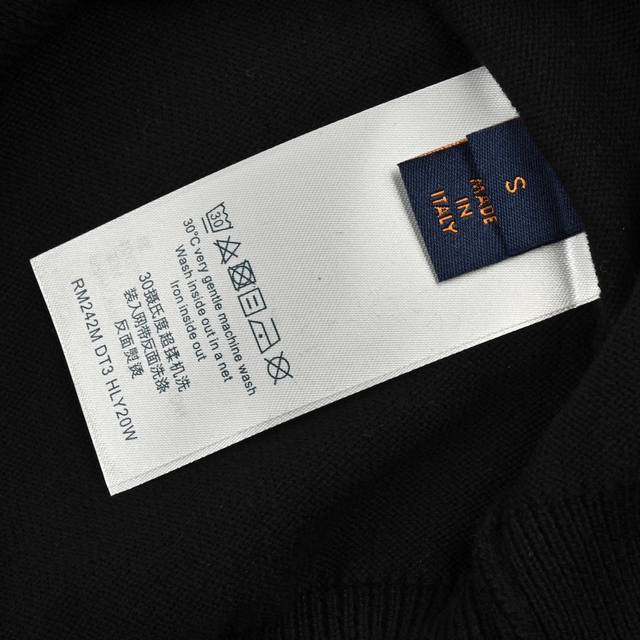 S
MADE
IN
ITALY
30
30°C very gentle machine wash
Wash inside out in a net
Iron inside out
30摄氏度超柔机洗
装入网袋反面洗涤
反面熨烫
RM242M DT3 HLY20W